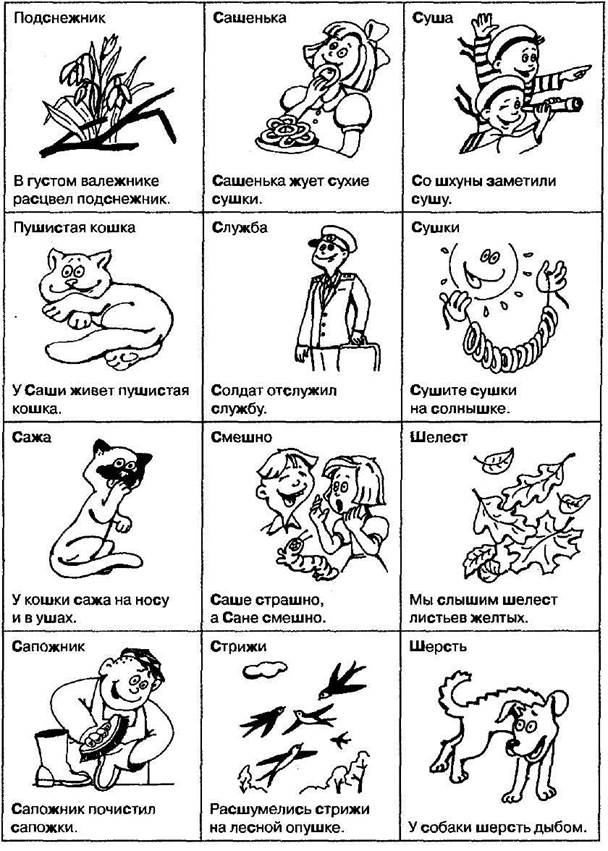 Подснежник
В густом валежнике
расцвел подснежник.
Сашенька
Сашенька жует сухие
сушки.
Суша
Со шхуны заметили
сушу.
Пушистая кошка
У Саши живет пушистая
кошка.
Служба
Солдат отслужил
службу.
Сушки
Сушите сушки
на солнышке.
Сажа
У кошки сажа на носу
и в ушах.
Смешно
Саше страшно,
а Сане смешно.
Шелест
Мы слышим шелест
листьев желтых.
Сапожник
Сапожник почистил
сапожки.
Стрижи
Расшумелись стрижи
на лесной опушке.
Шерсть
У собаки шерсть дыбом.